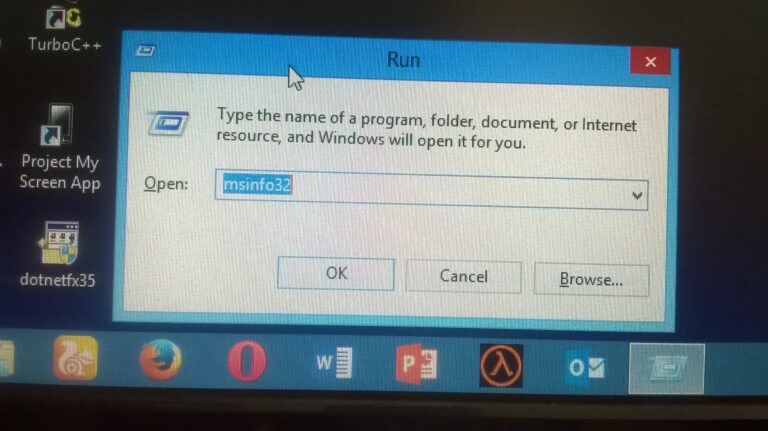 TurboC++
Run
Type the name of a program, folder, document, or Internet
resource, and Windows will open it for you.
Project My
Screen App
Open:
msinfo32
dotnetfx35
OK
Cancel
Browse...
W
P
O